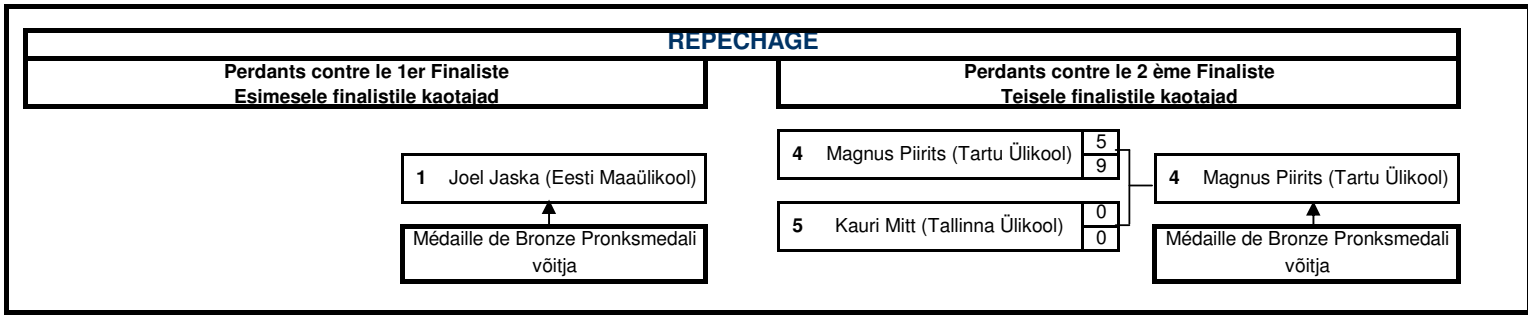 REPECHAGE
Perdants contre le 1er Finaliste
Esimesele finalistile kaotajad
Perdants contre le 2 ème Finaliste
Teisele finalistile kaotajad
1 Joel Jaska (Eesti Maaülikool)
Médaille de Bronze Pronksmedali
võitja
4 Magnus Piirits (Tartu Ülikool) 5
9
5 Kauri Mitt (Tallinna Ülikool) 0
0
4 Magnus Piirits (Tartu Ülikool)
Médaille de Bronze Pronksmedali
võitja